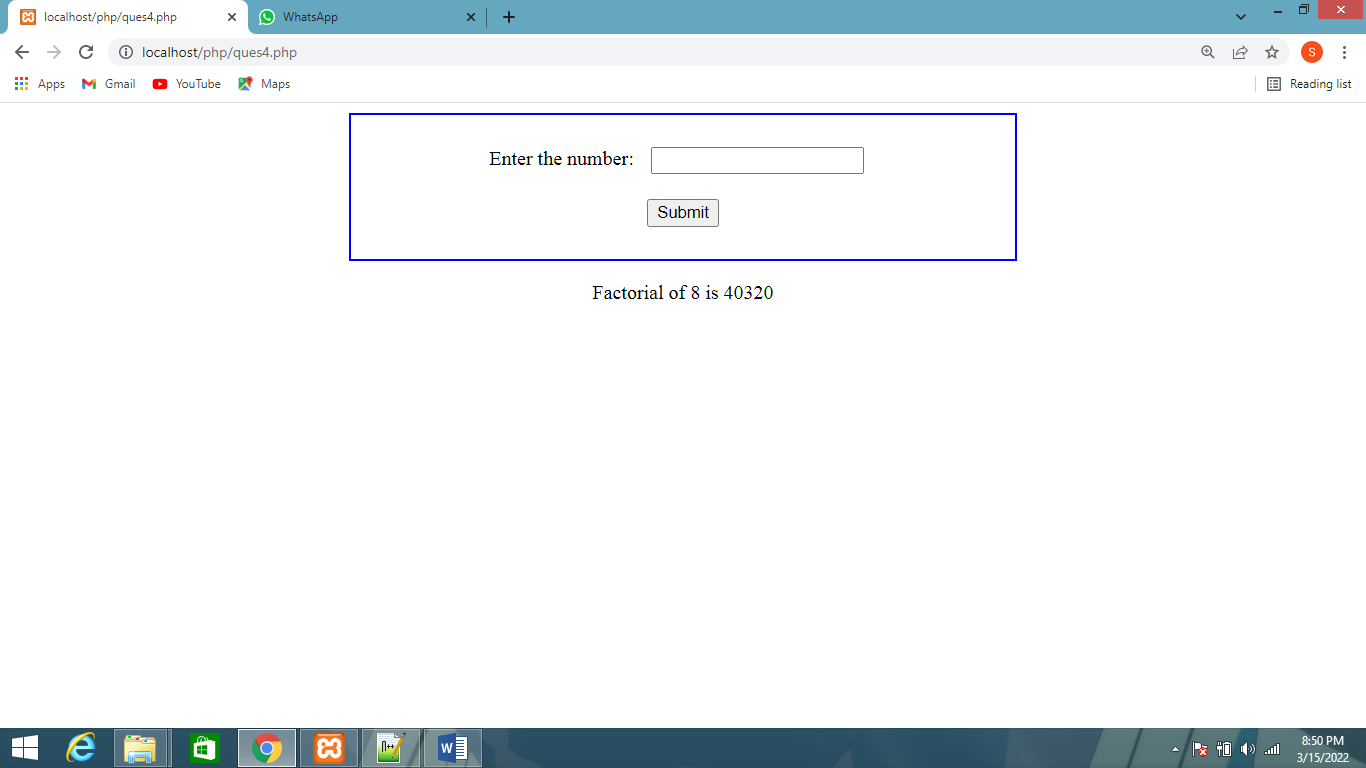 localhost/php/ques4.php
WhatsApp
localhost/php/ques4.php
S
Apps
Gmail
YouTube
Maps
Reading list
Enter the number:
Submit
Factorial of 8 is 40320
8:50 PM
3/15/2022